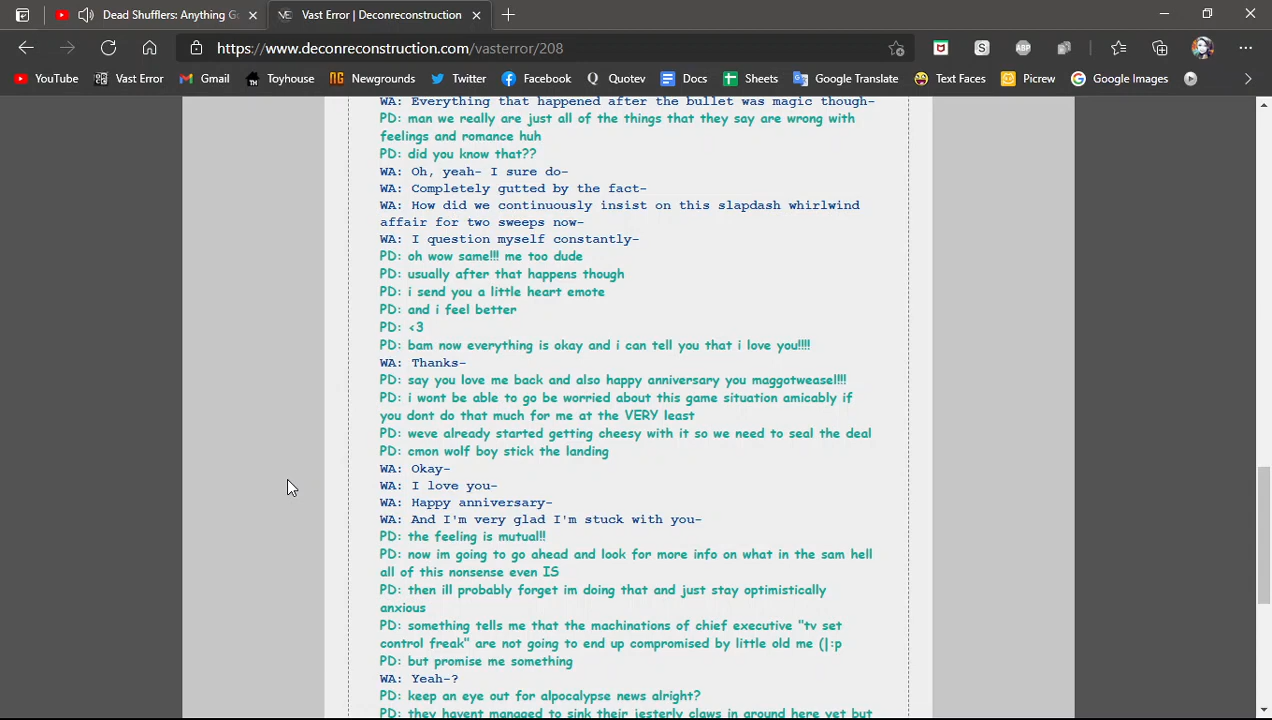 Dead Shufflers: Anything Go
Vast Error | Deconreconstruction
https://www.deconreconstruction.com/vasterror/208
YouTube
Vast Error
Gmail
Toyhouse
Newgrounds
Twitter
Facebook
Quotev
Docs
Sheets
Google Translate
Text Faces
Picrew
Google Images
WA: Everything that happened after the bullet was magic though-
PD: man we really are just all of the things that they say are wrong with
feelings and romance huh
PD: did you know that??
WA: Oh, yeah- I sure do-
WA: Completely gutted by the fact-
WA: How did we continuously insist on this slapdash whirlwind
affair for two sweeps now-
WA: I question myself constantly-
PD: oh wow same!!! me too dude
PD: usually after that happens though
PD: i send you a little heart emote
PD: and i feel better
PD: <3
PD: bam now everything is okay and i can tell you that i love you!!!!
WA: Thanks-
PD: say you love me back and also happy anniversary you maggotweasel!!!
PD: i wont be able to go be worried about this game situation amicably if
you dont do that much for me at the VERY least
PD: weve already started getting cheesy with it so we need to seal the deal
PD: cmon wolf boy stick the landing
WA: Okay-
WA: I love you-
WA: Happy anniversary-
WA: And I'm very glad I'm stuck with you-
PD: the feeling is mutual!!
PD: now im going to go ahead and look for more info on what in the sam hell
all of this nonsense even IS
PD: then ill probably forget im doing that and just stay optimistically
anxious
PD: something tells me that the machinations of chief executive "tv set
control freak" are not going to end up compromised by little old me (|:p
PD: but promise me something
WA: Yeah-?
PD: keep an eye out for alpocalypse news alright?
PD: they havent managed to sink their jesterly claws in around here yet but